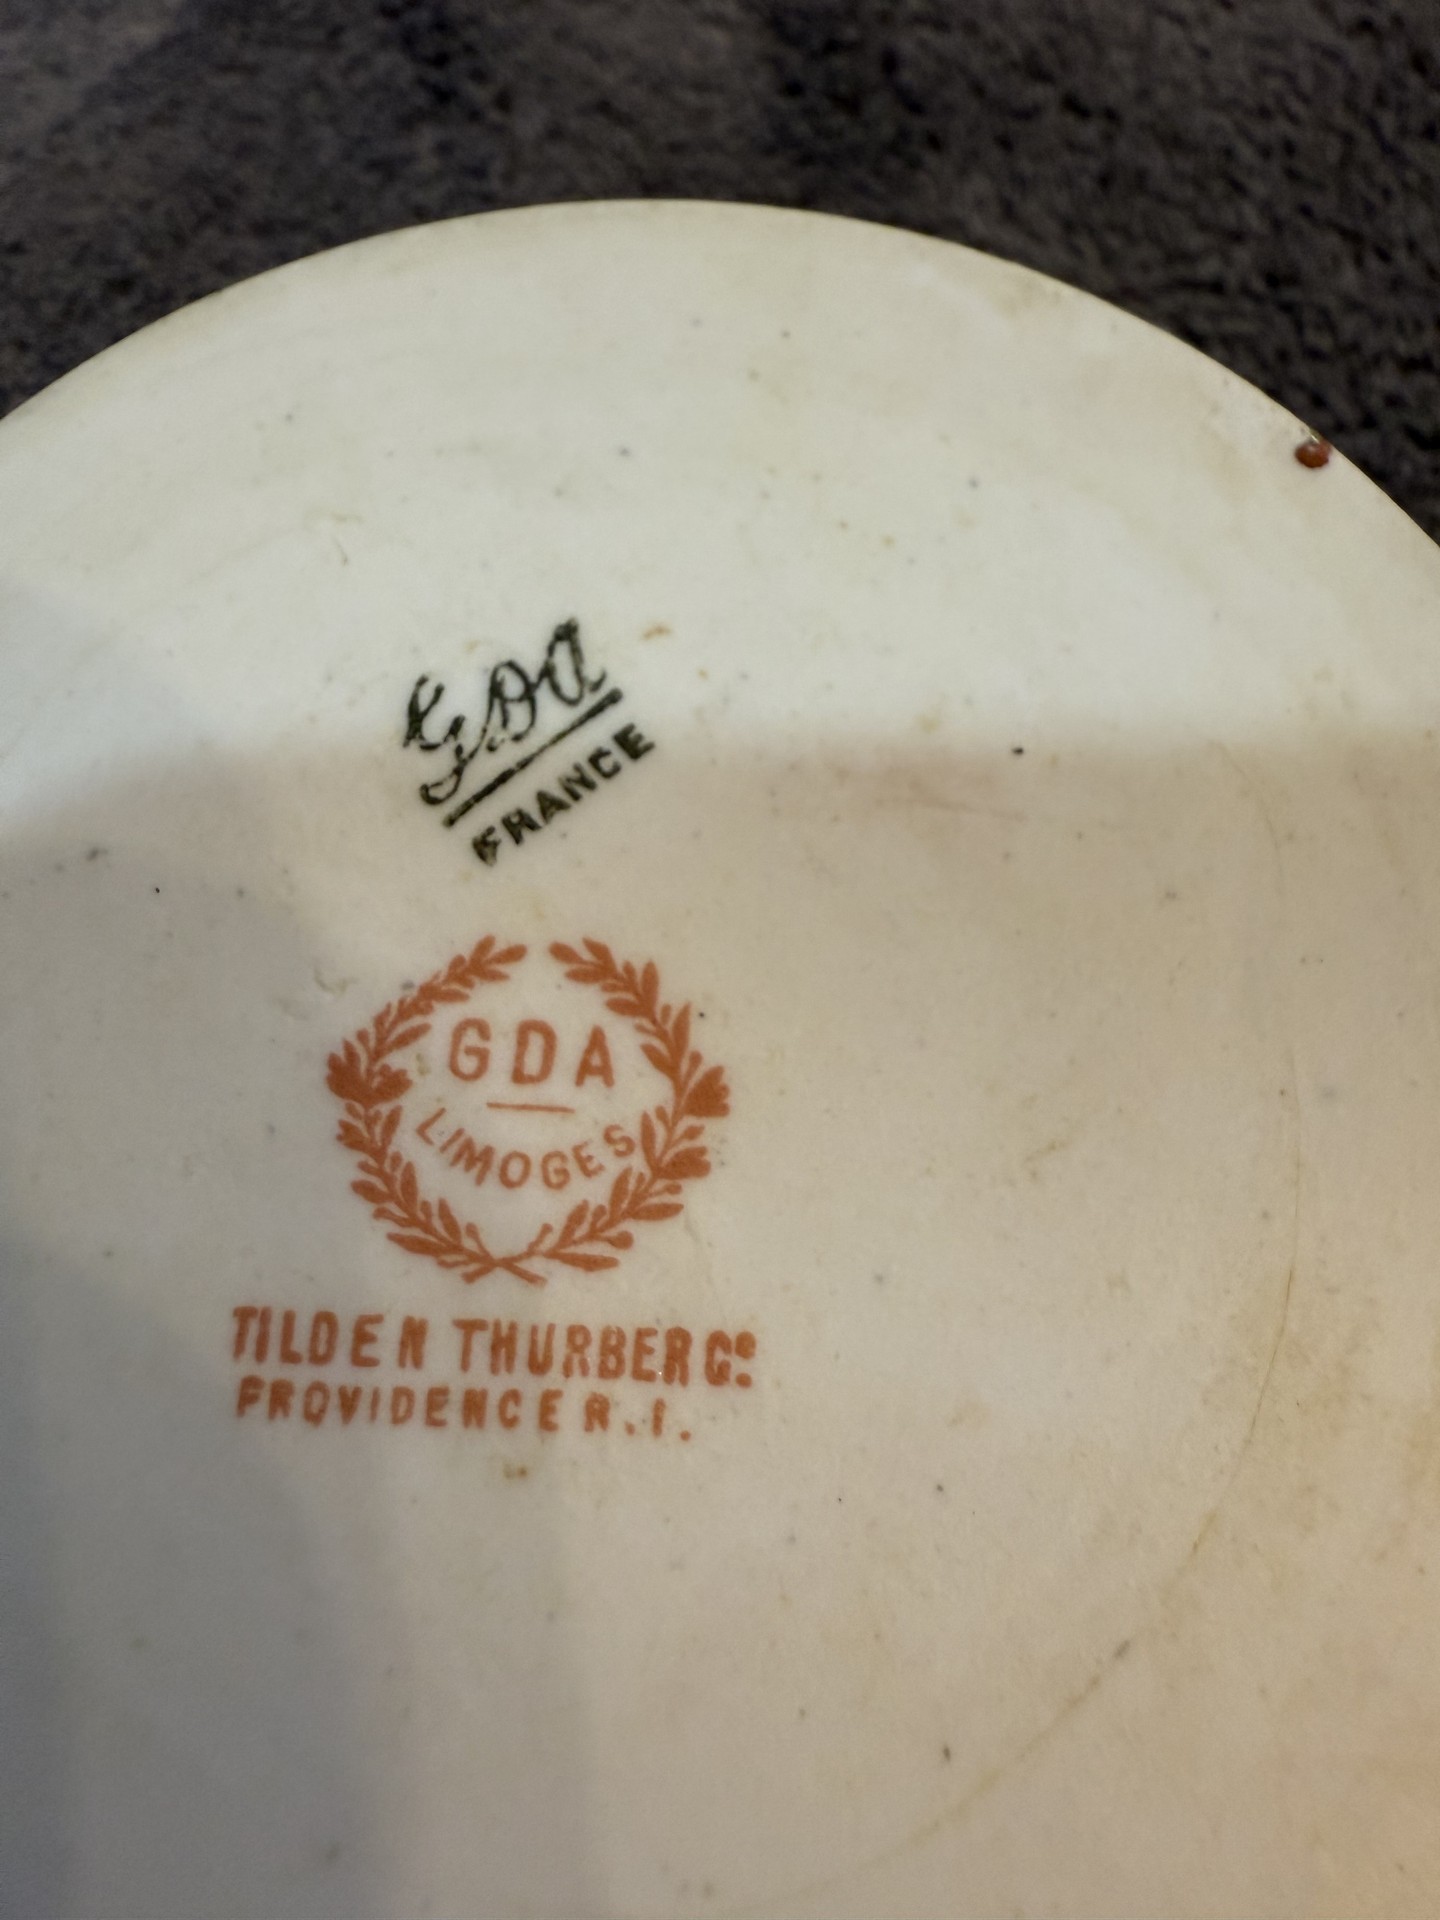 GDA
FRANCE
GDA
LIMOGES
TILDEN THURBER Co.
PROVIDENCE R.I.